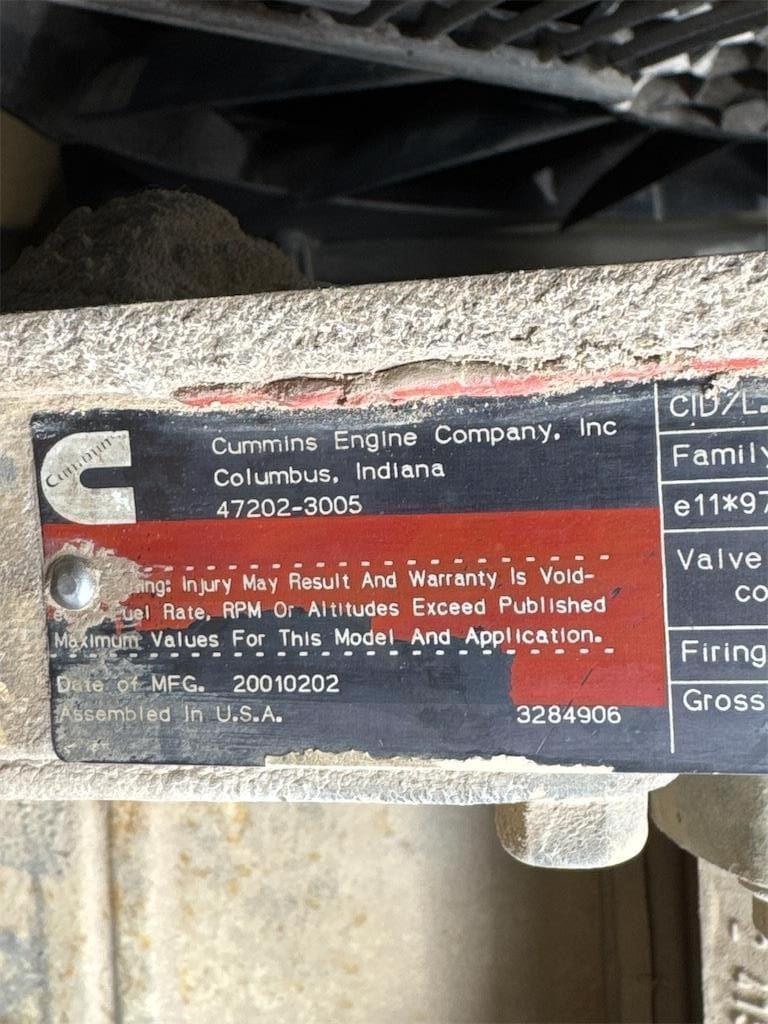 Cummins
Cummins Engine Company, Inc
Columbus, Indiana
47202-3005
Injury May Result And Warranty Is Void-
Fuel Rate, RPM Or Altitudes Exceed Published
Maximum Values For This Model And Application.
Date of MFG. 20010202
Assembled In U.S.A.
3284906
CID/L.
Family
e11*97
Valve
co
Firing
Gross